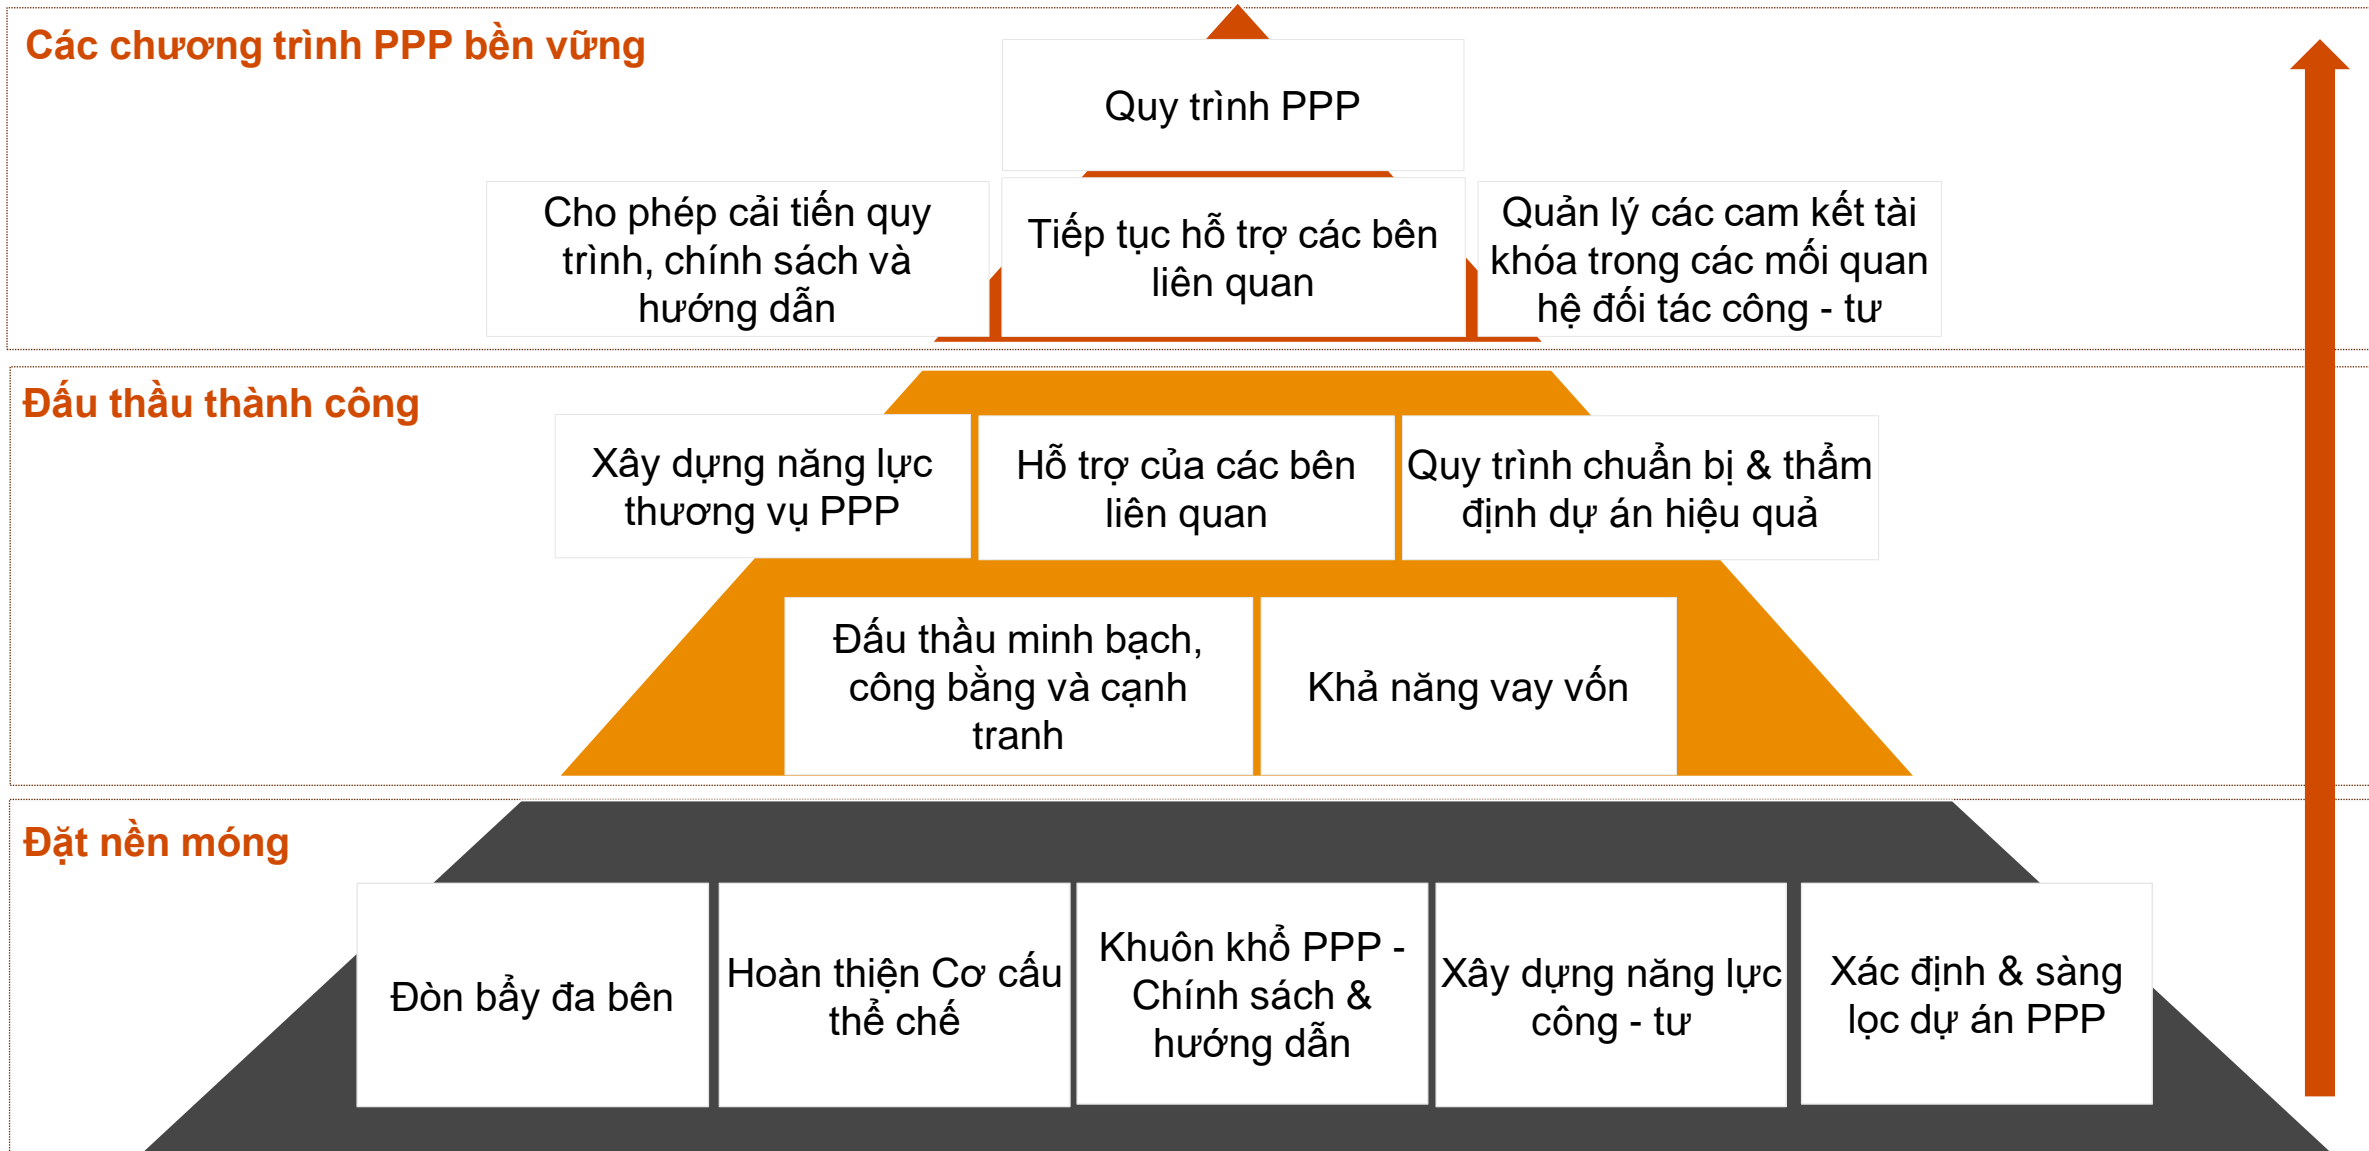 Các chương trình PPP bền vững
Quy trình PPP
Cho phép cải tiến quy
trình, chính sách và
hướng dẫn
Tiếp tục hỗ trợ các bên
liên quan
Quản lý các cam kết tài
khóa trong các mối quan
hệ đối tác công - tư
Đấu thầu thành công
Xây dựng năng lực
thương vụ PPP
Hỗ trợ của các bên
liên quan
Quy trình chuẩn bị & thẩm
định dự án hiệu quả
Đấu thầu minh bạch,
công bằng và cạnh
tranh
Khả năng vay vốn
Đặt nền móng
Đòn bẩy đa bên
Hoàn thiện Cơ cấu
thể chế
Khuôn khổ PPP -
Chính sách &
hướng dẫn
Xây dựng năng lực
công - tư
Xác định & sàng
lọc dự án PPP